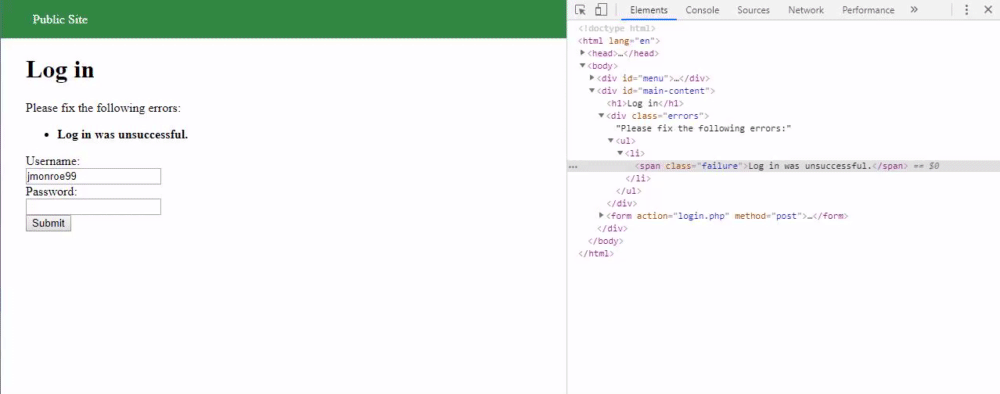 Public Site
Log in
Please fix the following errors:
• Log in was unsuccessful.
Username:
jmonroe99
Password:
Submit
Elements Console Sources Network Performance »
<!doctype html>
<html lang="en">
<head>…</head>
<body>
<div id="menu">…</div>
<div id="main-content">
<h1>Log in</h1>
<div class="errors">
"Please fix the following errors:"
<ul>
<li>
<span class="failure">Log in was unsuccessful.</span> == $0
</li>
</ul>
</div>
<form action="login.php" method="post">…</form>
</div>
</body>
</html>